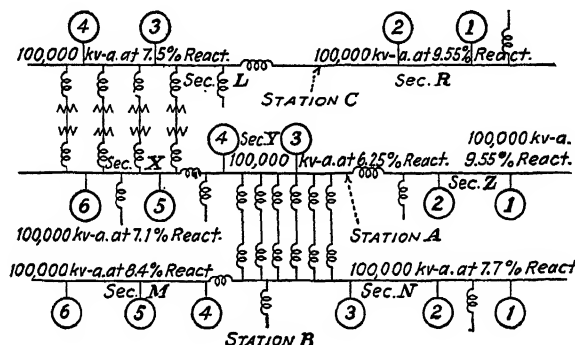 4 3 2 1
100,000 kv-a. at 7.5% React. 100,000 kv-a. at 9.55% React.
Sec. L Sec. R
STATION C
4 Sec. Y 3
100,000 kv-a.
Sec. X 100,000 kv-a. at 6.25% React. 9.55% React.
Sec. Z
6 5 2 1
STATION A
100,000 kv-a. at 7.1% React.
100,000 kv-a. at 8.4% React. 100,000 kv-a. at 7.7% React.
Sec. M Sec. N
6 5 4 3 2 1
STATION B